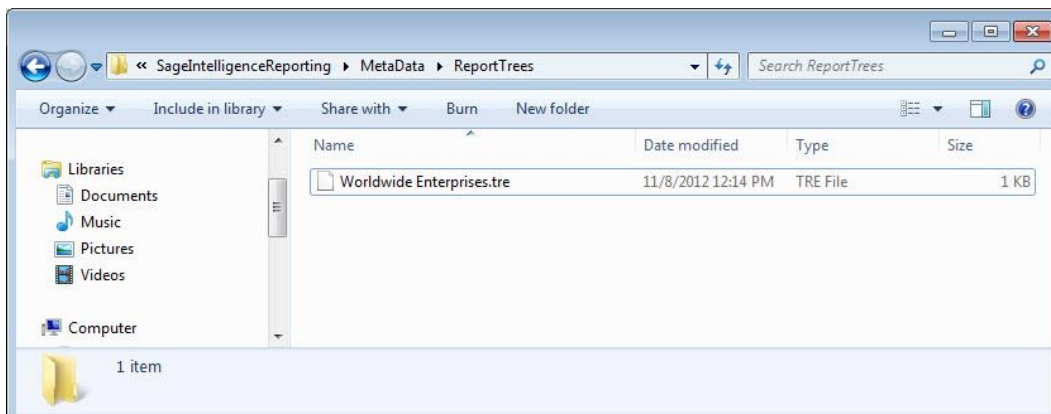 « SageIntelligenceReporting MetaData ReportTrees Search ReportTrees
Organize Include in library Share with Burn New folder
Name Date modified Type Size
Libraries
Worldwide Enterprises.tre 11/8/2012 12:14 PM TRE File 1 KB
Documents
Music
Pictures
Videos
Computer
1 item